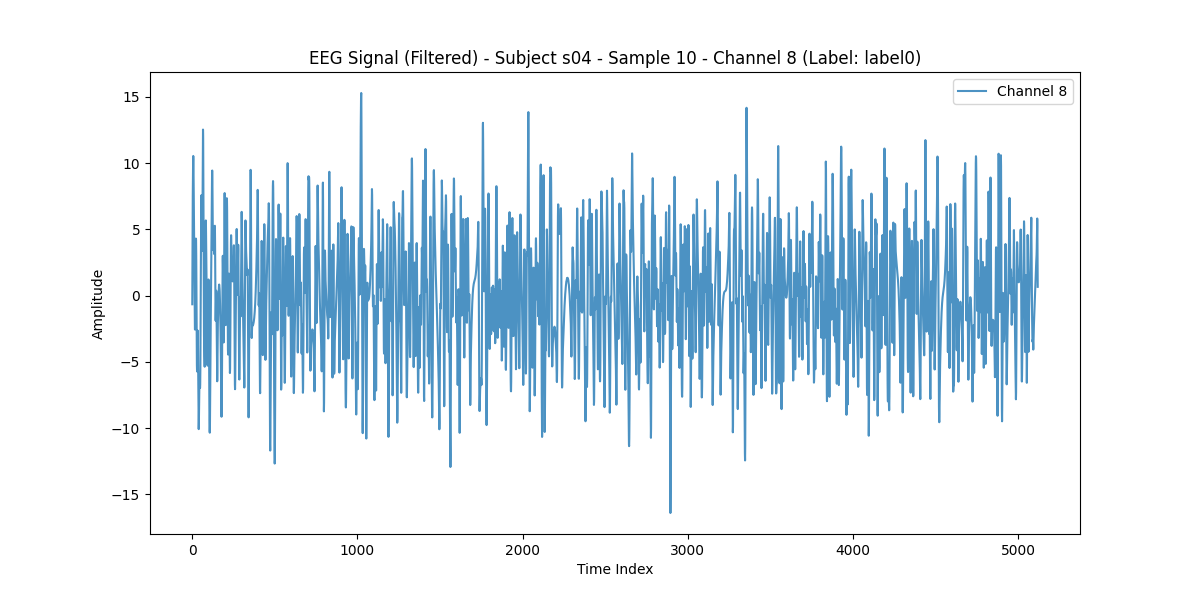 EEG Signal (Filtered) - Subject s04 - Sample 10 - Channel 8 (Label: label0)
Channel 8
15
10
5
0
−5
−10
−15
Amplitude
0 1000 2000 3000 4000 5000
Time Index